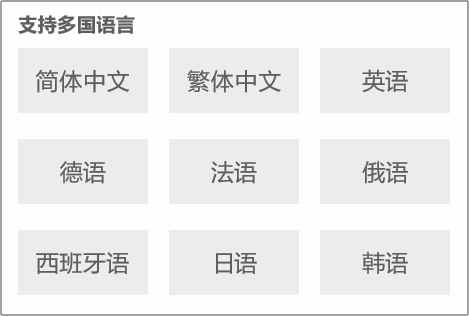 支持多国语言
简体中文 繁体中文 英语
德语 法语 俄语
西班牙语 日语 韩语